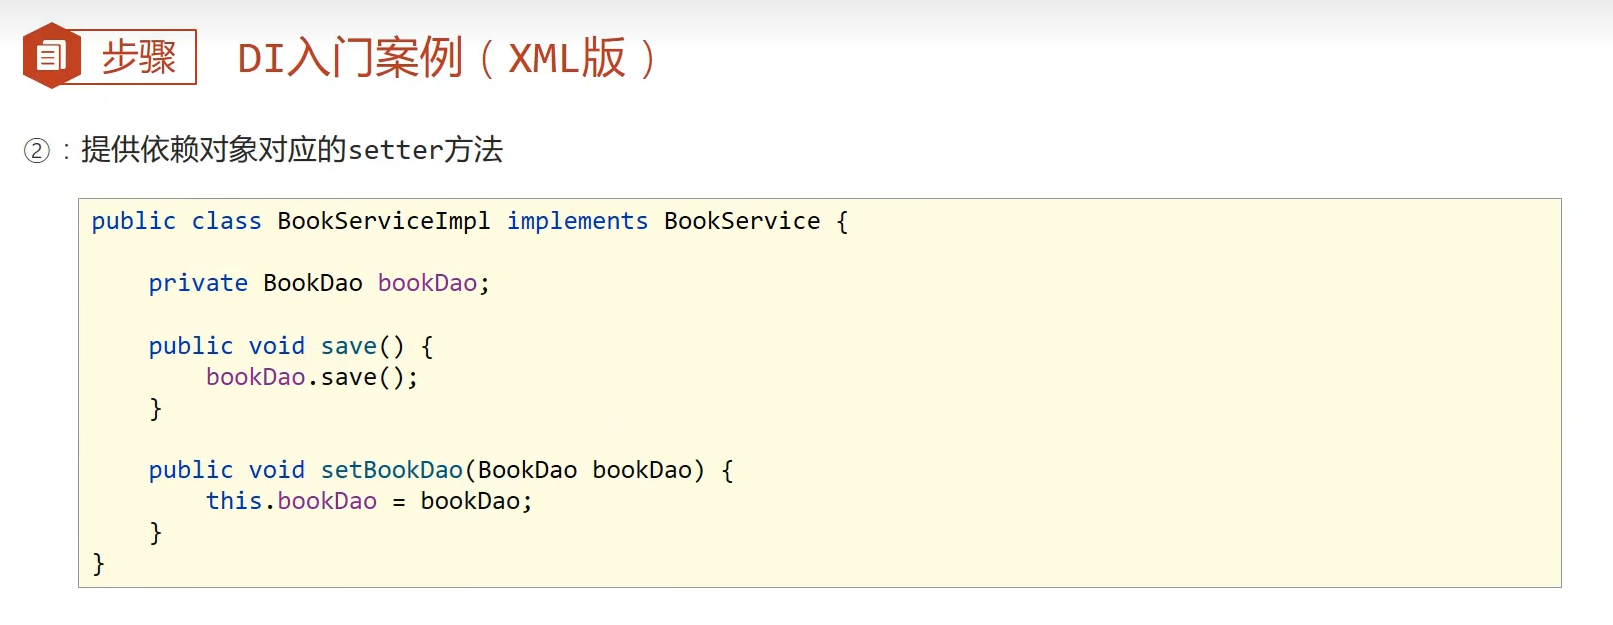 步骤 DI入门案例（XML版）
②：提供依赖对象对应的setter方法
public class BookServiceImpl implements BookService {
    private BookDao bookDao;
    public void save() {
        bookDao.save();
    }
    public void setBookDao(BookDao bookDao) {
        this.bookDao = bookDao;
    }
}